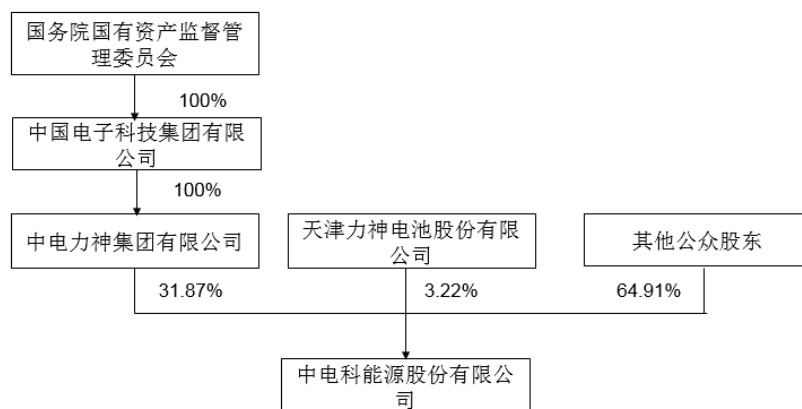 国务院国有资产监督管
理委员会
100%
中国电子科技集团有限
公司
100%
中电力神集团有限公司
天津力神电池股份有限
公司
其他公众股东
31.87%
3.22%
64.91%
中电科能源股份有限公
司